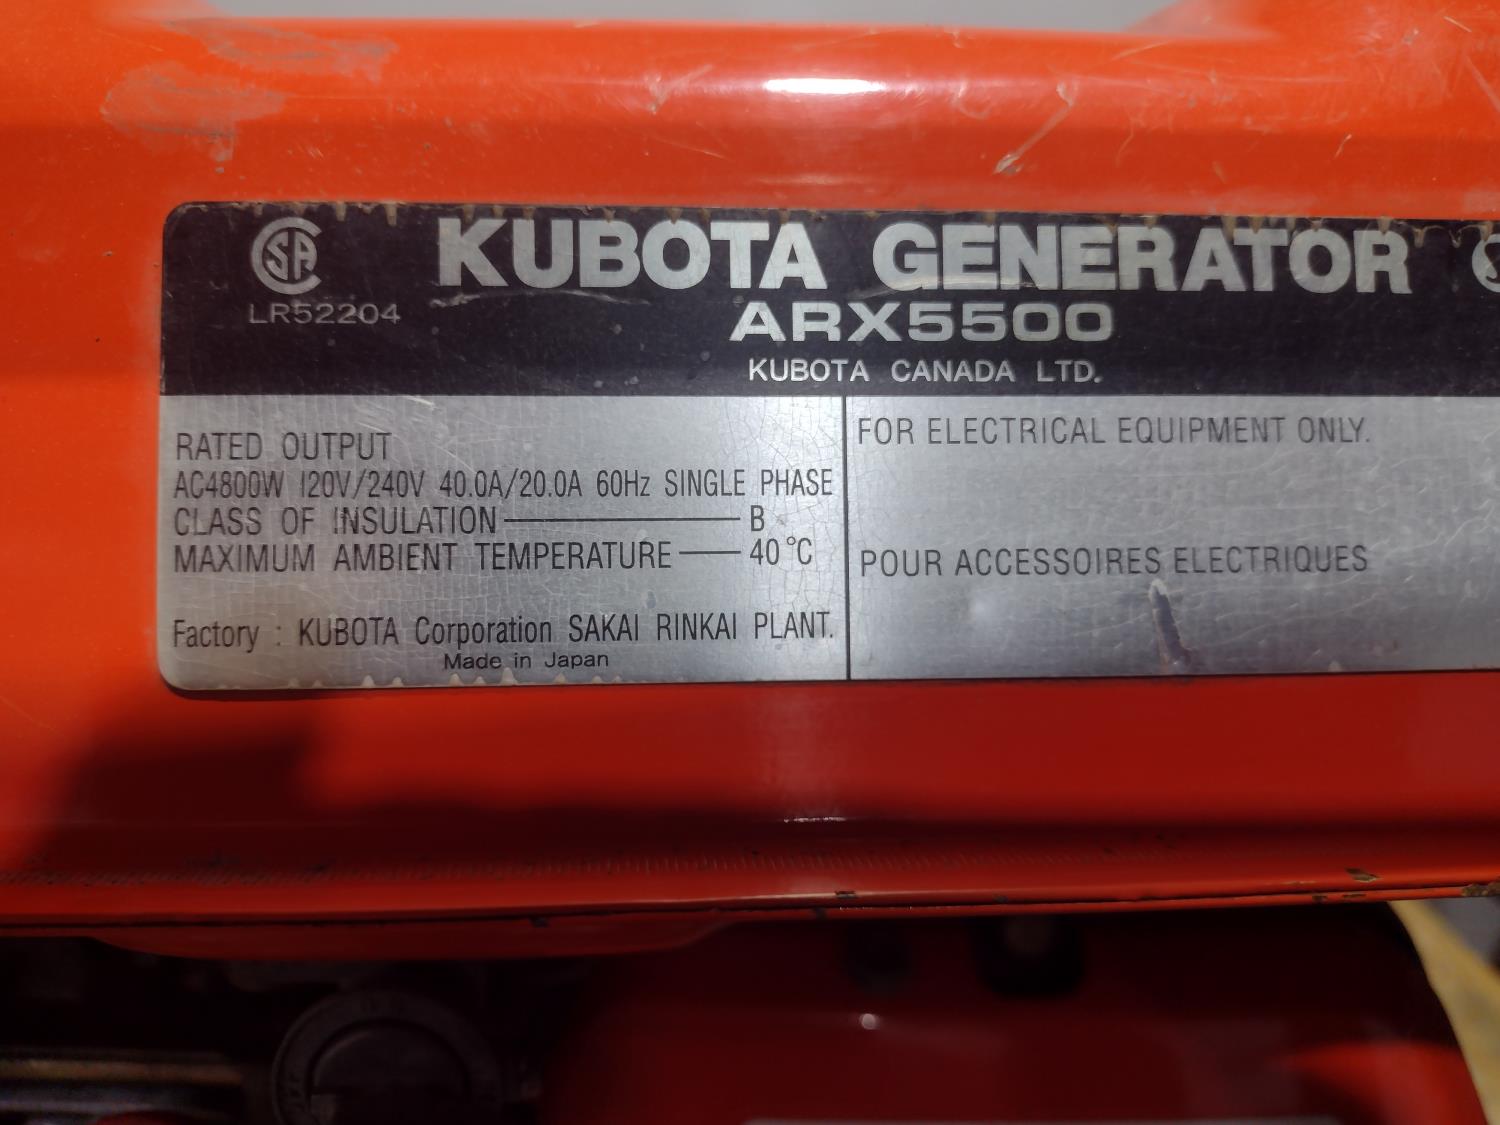 CSA
LR52204
KUBOTA GENERATOR
ARX5500
KUBOTA CANADA LTD.
RATED OUTPUT
AC4800W 120V/240V 40.0A/20.0A 60Hz SINGLE PHASE
CLASS OF INSULATION B
MAXIMUM AMBIENT TEMPERATURE 40°C
Factory : KUBOTA Corporation SAKAI RINKAI PLANT.
Made in Japan
FOR ELECTRICAL EQUIPMENT ONLY.
POUR ACCESSOIRES ELECTRIQUES